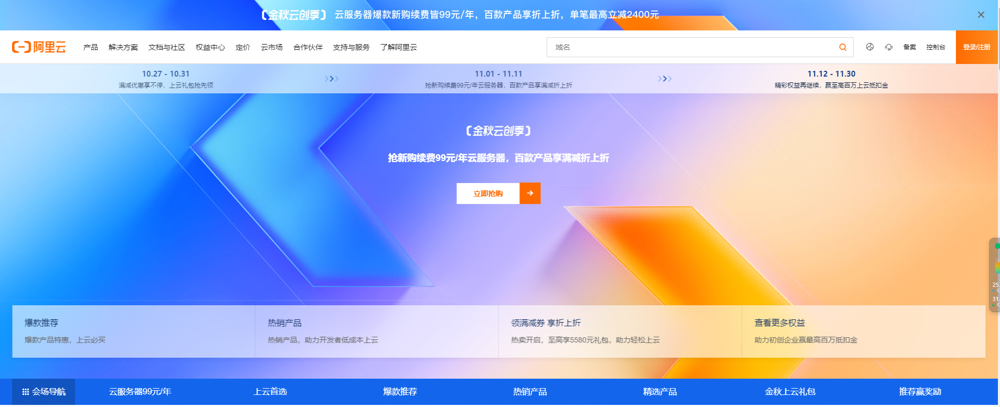 【金秋云创季】 云服务器爆款新购续费皆99元/年，百款产品享折上折，单笔最高立减2400元
阿里云 产品 解决方案 文档与社区 权益中心 定价 云市场 合作伙伴 支持与服务 了解阿里云 域名 备案 控制台 登录/注册
10.27 - 10.31
满减优惠享不停，上云礼包抢先领
11.01 - 11.11
抢新购续费99元/年云服务器，百款产品享满减折上折
11.12 - 11.30
精彩权益再继续，赢至高百万上云抵扣金
【金秋云创季】
抢新购续费99元/年云服务器，百款产品享满减折上折
立即抢购
爆款推荐
爆款产品特惠，上云必买
热销产品
热销产品，助力开发者低成本上云
领满减券 享折上折
热卖开启，至高享5580元礼包，助力轻松上云
查看更多权益
助力初创企业赢最高百万抵扣金
会场导航 云服务器99元/年 上云首选 爆款推荐 热销产品 精选产品 金秋上云礼包 推荐赢奖励